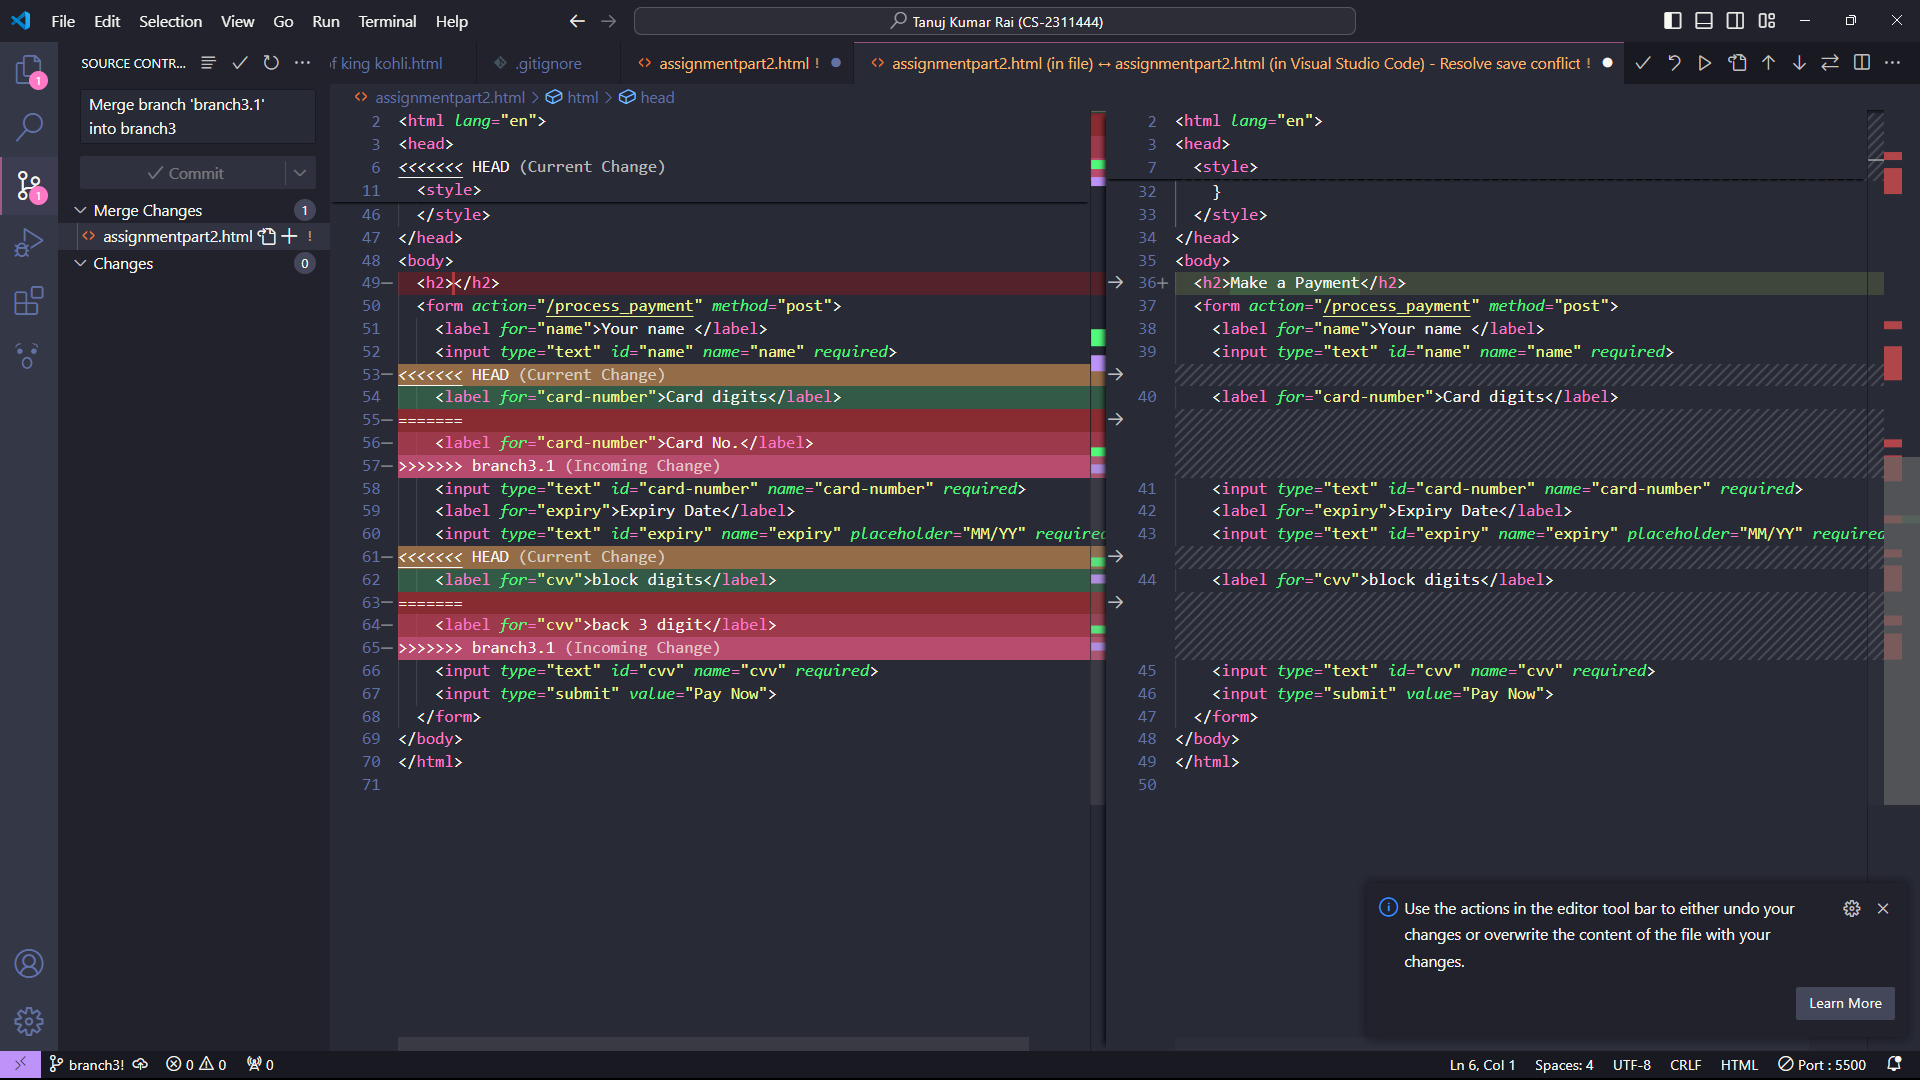 File Edit Selection View Go Run Terminal Help
Tanuj Kumar Rai (CS-2311444)
SOURCE CONTR...
f king kohli.html
.gitignore
assignmentpart2.html !
assignmentpart2.html (in file) ↔ assignmentpart2.html (in Visual Studio Code) - Resolve save conflict !
Merge branch 'branch3.1'
into branch3
Commit
Merge Changes 1
assignmentpart2.html !
Changes 0
assignmentpart2.html > html > head
2 <html lang="en">
3 <head>
6 <<<<<<< HEAD (Current Change)
11 <style>
46 </style>
47 </head>
48 <body>
49− <h2></h2>
50 <form action="/process_payment" method="post">
51 <label for="name">Your name </label>
52 <input type="text" id="name" name="name" required>
53− <<<<<<< HEAD (Current Change)
54 <label for="card-number">Card digits</label>
55− =======
56− <label for="card-number">Card No.</label>
57− >>>>>>> branch3.1 (Incoming Change)
58 <input type="text" id="card-number" name="card-number" required>
59 <label for="expiry">Expiry Date</label>
60 <input type="text" id="expiry" name="expiry" placeholder="MM/YY" required
61− <<<<<<< HEAD (Current Change)
62 <label for="cvv">block digits</label>
63− =======
64− <label for="cvv">back 3 digit</label>
65− >>>>>>> branch3.1 (Incoming Change)
66 <input type="text" id="cvv" name="cvv" required>
67 <input type="submit" value="Pay Now">
68 </form>
69 </body>
70 </html>
71
2 <html lang="en">
3 <head>
7 <style>
32 }
33 </style>
34 </head>
35 <body>
36+ <h2>Make a Payment</h2>
37 <form action="/process_payment" method="post">
38 <label for="name">Your name </label>
39 <input type="text" id="name" name="name" required>
40 <label for="card-number">Card digits</label>
41 <input type="text" id="card-number" name="card-number" required>
42 <label for="expiry">Expiry Date</label>
43 <input type="text" id="expiry" name="expiry" placeholder="MM/YY" required
44 <label for="cvv">block digits</label>
45 <input type="text" id="cvv" name="cvv" required>
46 <input type="submit" value="Pay Now">
47 </form>
48 </body>
49 </html>
50
Use the actions in the editor tool bar to either undo your
changes or overwrite the content of the file with your
changes.
Learn More
1
1
branch3! 0 0 0
Ln 6, Col 1 Spaces: 4 UTF-8 CRLF HTML Port : 5500